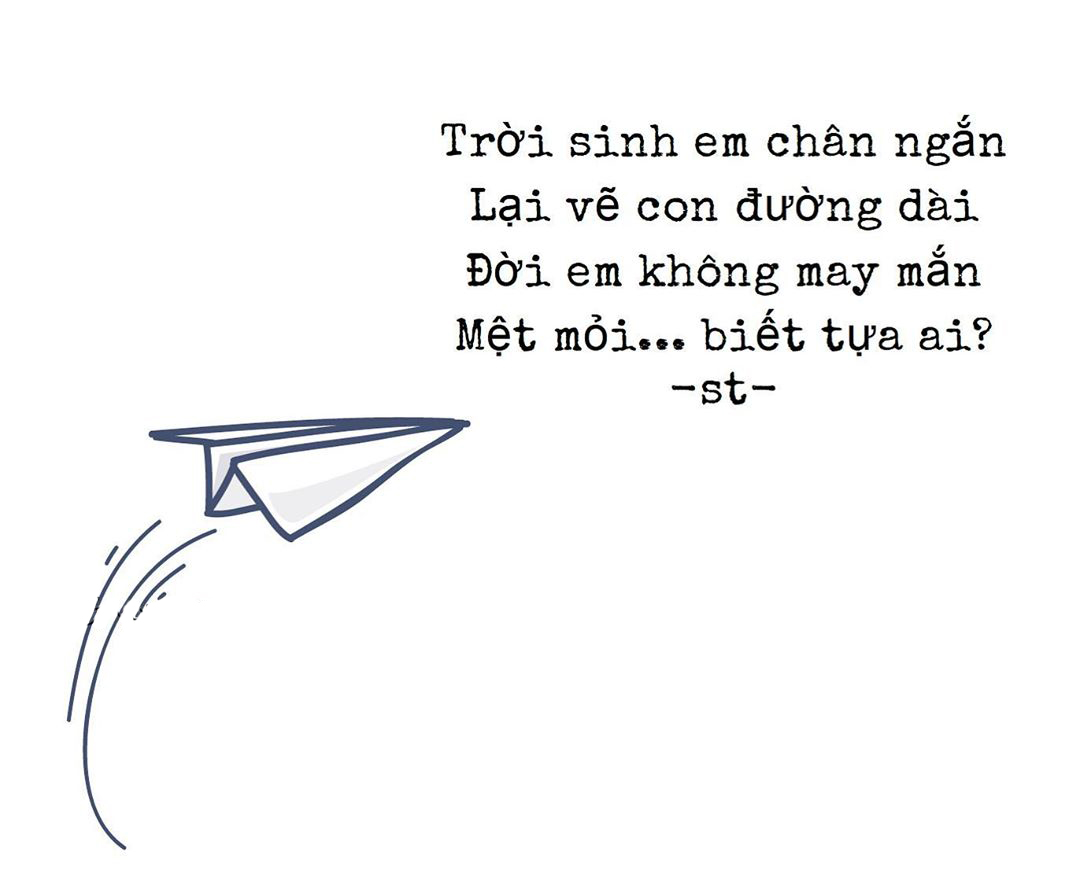 Trời sinh em chân ngắn
Lại vẽ con đường dài
Đời em không may mắn
Mệt mỏi... biết tựa ai?
-st-